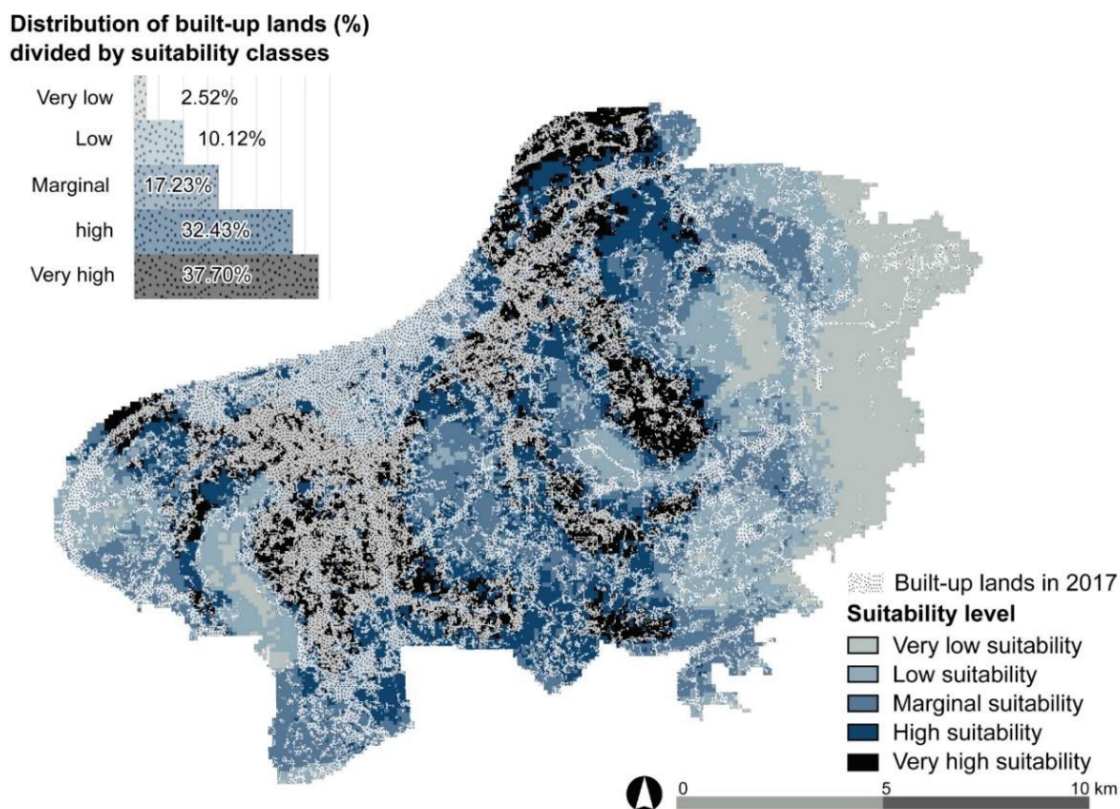 Distribution of built-up lands (%)
divided by suitability classes
Very low 2.52%
Low 10.12%
Marginal 17.23%
high 32.43%
Very high 37.70%
Built-up lands in 2017
Suitability level
Very low suitability
Low suitability
Marginal suitability
High suitability
Very high suitability
0 5 10 km